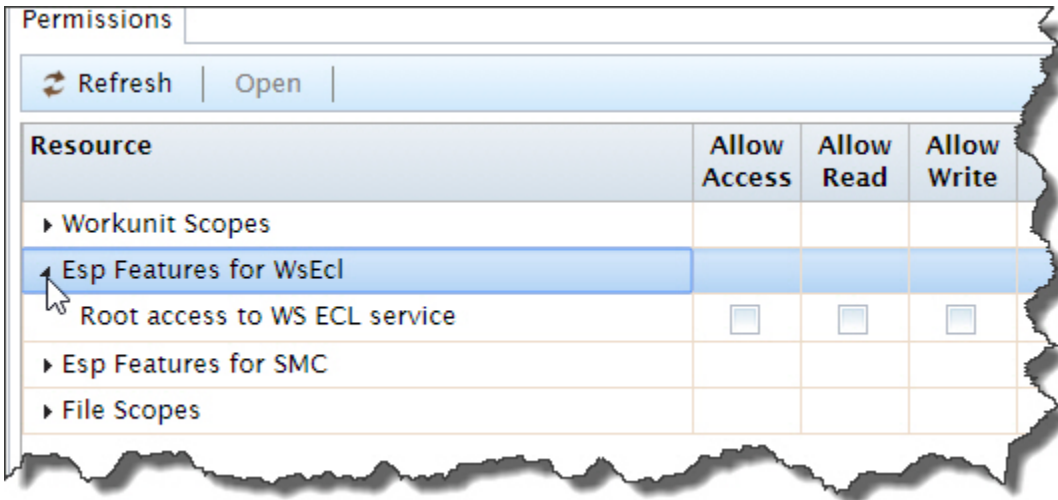 Permissions
Refresh Open
Resource Allow Access Allow Read Allow Write
Workunit Scopes
Esp Features for WsEcl
Root access to WS ECL service
Esp Features for SMC
File Scopes